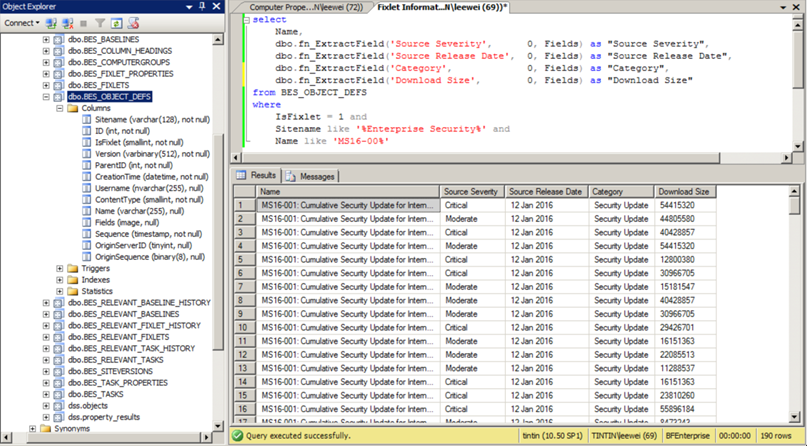 Object Explorer
Connect
dbo.BES_BASELINES
dbo.BES_COLUMN_HEADINGS
dbo.BES_COMPUTERGROUPS
dbo.BES_FIXLET_PROPERTIES
dbo.BES_FIXLETS
dbo.BES_OBJECT_DEFS
Columns
Sitename (varchar(128), not null)
ID (int, not null)
IsFixlet (smallint, not null)
Version (varbinary(512), not null)
ParentID (int, not null)
CreationTime (datetime, not null)
Username (nvarchar(255), null)
ContentType (smallint, not null)
Name (varchar(255), null)
Fields (image, null)
Sequence (timestamp, not null)
OriginServerID (tinyint, null)
OriginSequence (binary(8), null)
Triggers
Indexes
Statistics
dbo.BES_RELEVANT_BASELINE_HISTORY
dbo.BES_RELEVANT_BASELINES
dbo.BES_RELEVANT_FIXLET_HISTORY
dbo.BES_RELEVANT_FIXLETS
dbo.BES_RELEVANT_TASK_HISTORY
dbo.BES_RELEVANT_TASKS
dbo.BES_SITEVERSIONS
dbo.BES_TASK_PROPERTIES
dbo.BES_TASKS
dss.objects
dss.property_results
Synonyms
Computer Prope...N\leewei (72)) Fixlet Informat...N\leewei (69))*
select
Name,
dbo.fn_ExtractField('Source Severity', 0, Fields) as "Source Severity",
dbo.fn_ExtractField('Source Release Date', 0, Fields) as "Source Release Date",
dbo.fn_ExtractField('Category', 0, Fields) as "Category",
dbo.fn_ExtractField('Download Size', 0, Fields) as "Download Size"
from BES_OBJECT_DEFS
where
IsFixlet = 1 and
Sitename like '%Enterprise Security%' and
Name like 'MS16-00%'
Results Messages
Name Source Severity Source Release Date Category Download Size
1 MS16-001: Cumulative Security Update for Intern... Critical 12 Jan 2016 Security Update 54415320
2 MS16-001: Cumulative Security Update for Intern... Moderate 12 Jan 2016 Security Update 44805580
3 MS16-001: Cumulative Security Update for Intern... Critical 12 Jan 2016 Security Update 40428857
4 MS16-001: Cumulative Security Update for Intern... Moderate 12 Jan 2016 Security Update 54415320
5 MS16-001: Cumulative Security Update for Intern... Critical 12 Jan 2016 Security Update 12800380
6 MS16-001: Cumulative Security Update for Intern... Critical 12 Jan 2016 Security Update 30966705
7 MS16-001: Cumulative Security Update for Intern... Moderate 12 Jan 2016 Security Update 15181547
8 MS16-001: Cumulative Security Update for Intern... Moderate 12 Jan 2016 Security Update 40428857
9 MS16-001: Cumulative Security Update for Intern... Moderate 12 Jan 2016 Security Update 30966705
10 MS16-001: Cumulative Security Update for Intern... Critical 12 Jan 2016 Security Update 29426701
11 MS16-001: Cumulative Security Update for Intern... Moderate 12 Jan 2016 Security Update 16151363
12 MS16-001: Cumulative Security Update for Intern... Moderate 12 Jan 2016 Security Update 22085513
13 MS16-001: Cumulative Security Update for Intern... Moderate 12 Jan 2016 Security Update 11288537
14 MS16-001: Cumulative Security Update for Intern... Critical 12 Jan 2016 Security Update 16151363
15 MS16-001: Cumulative Security Update for Intern... Critical 12 Jan 2016 Security Update 23810260
16 MS16-001: Cumulative Security Update for Intern... Critical 12 Jan 2016 Security Update 55896184
17 MS16-001: Cumulative Security Update for Intern... Moderate 12 Jan 2016 Security Update
Query executed successfully. tintin (10.50 SP1) TINTIN\leewei (69) BFEnterprise 00:00:00 190 rows